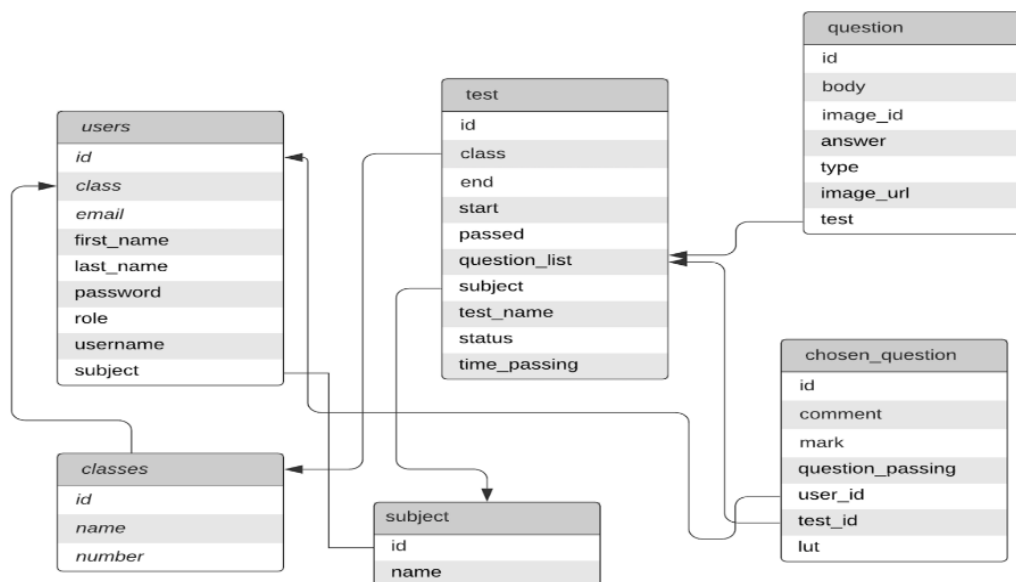 users
id
class
email
first_name
last_name
password
role
username
subject
classes
id
name
number
test
id
class
end
start
passed
question_list
subject
test_name
status
time_passing
subject
id
name
question
id
body
image_id
answer
type
image_url
test
chosen_question
id
comment
mark
question_passing
user_id
test_id
lut